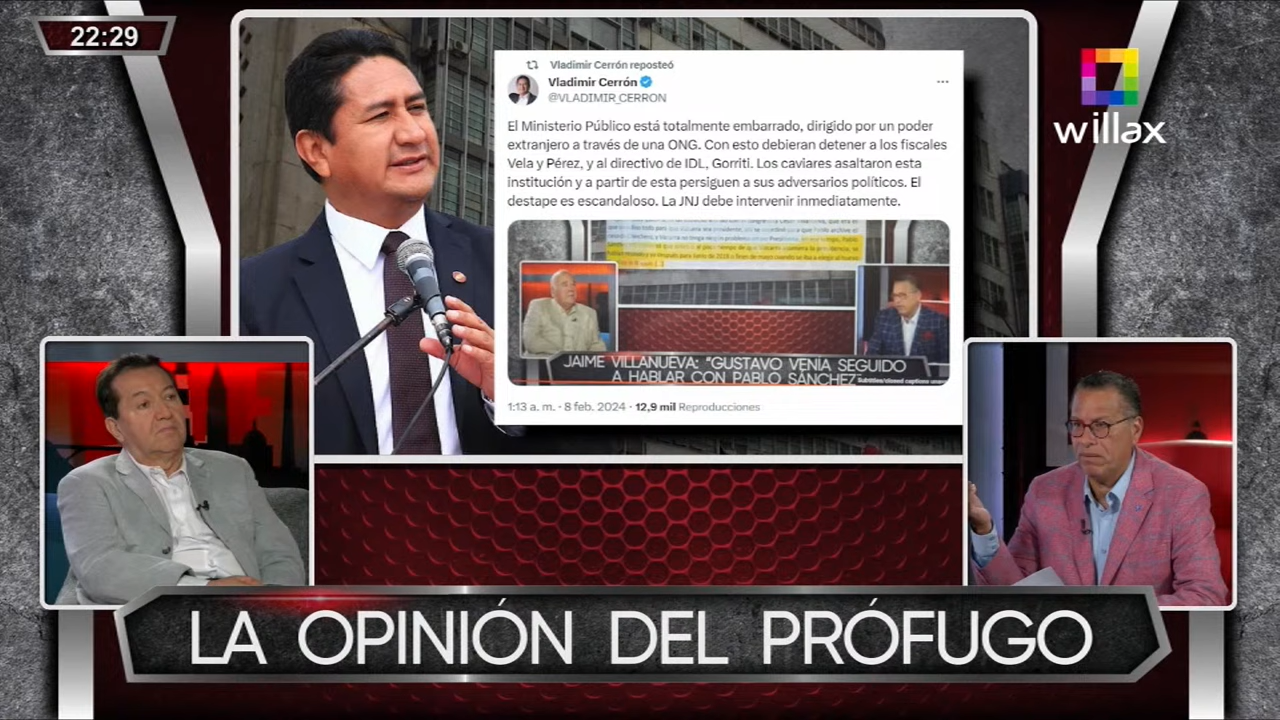 22:29
willax
Vladimir Cerrón reposteó
Vladimir Cerrón
@VLADIMIR_CERRON
El Ministerio Público está totalmente embarrado, dirigido por un poder
extranjero a través de una ONG. Con esto debieran detener a los fiscales
Vela y Pérez, y al directivo de IDL, Gorriti. Los caviares asaltaron esta
institución y a partir de esta persiguen a sus adversarios políticos. El
destape es escandaloso. La JNJ debe intervenir inmediatamente.
JAIME VILLANUEVA: "GUSTAVO VENÍA SEGUIDO
A HABLAR CON PABLO SÁNCHEZ
Subtitles/closed captions
1:13 a. m. · 8 feb. 2024 · 12,9 mil Reproducciones
LA OPINIÓN DEL PRÓFUGO